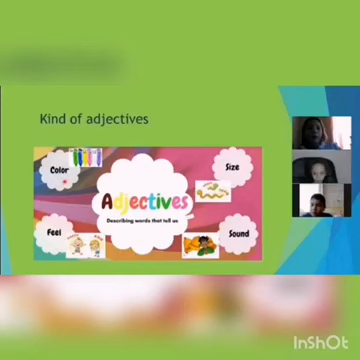 Kind of adjectives
Color
Size
Adjectives
Describing words that tell us
Feel
Sound
InShOt